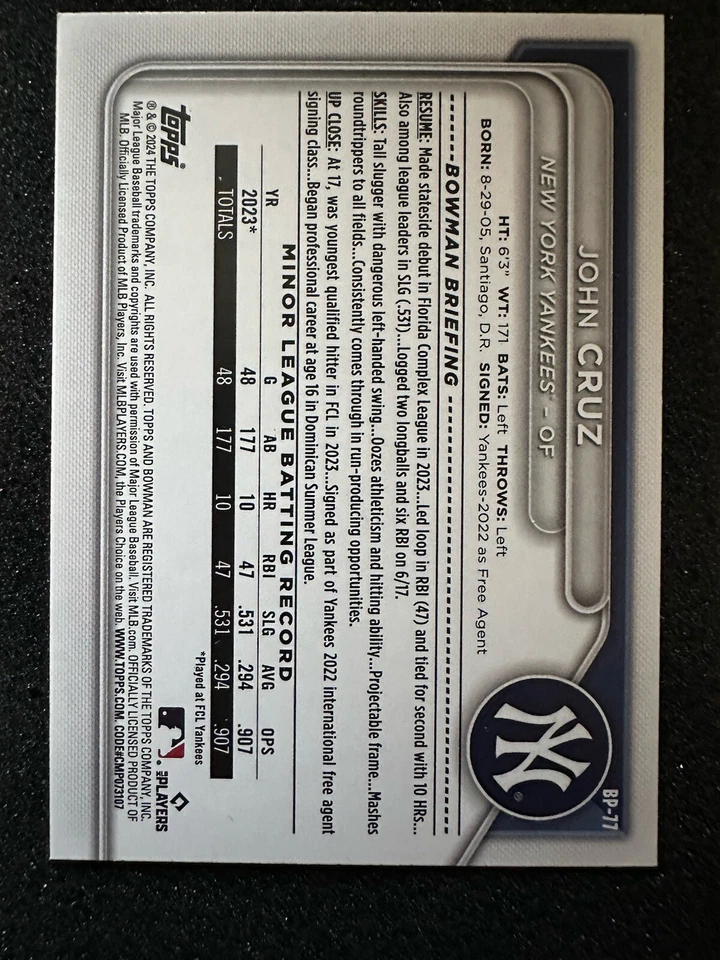 BP-77
JOHN CRUZ
NEW YORK YANKEES® – OF
NY
HT: 6'3" WT: 171 BATS: Left THROWS: Left
BORN: 8-29-05, Santiago, D.R. SIGNED: Yankees-2022 as Free Agent
BOWMAN BRIEFING
RESUME: Made stateside debut in Florida Complex League in 2023...Led loop in RBI (47) and tied for second with 10 HRs...
Also among league leaders in SLG (.531)...Logged two longballs and six RBI on 6/17.
SKILLS: Tall slugger with dangerous left-handed swing...Oozes athleticism and hitting ability...Projectable frame...Mashes
roundtrippers to all fields...Consistently comes through in run-producing opportunities.
UP CLOSE: At 17, was youngest qualified hitter in FCL in 2023...Signed as part of Yankees 2022 international free agent
signing class...Began professional career at age 16 in Dominican Summer League.
MINOR LEAGUE BATTING RECORD
YR G AB HR RBI SLG AVG OPS
2023* 48 177 10 47 .531 .294 .907
TOTALS 48 177 10 47 .531 .294 .907
*Played at FCL Yankees
topps
MLB PLAYERS
® & © 2024 THE TOPPS COMPANY, INC. ALL RIGHTS RESERVED. TOPPS AND BOWMAN ARE REGISTERED TRADEMARKS OF THE TOPPS COMPANY, INC.
Major League Baseball trademarks and copyrights are used with permission of Major League Baseball. Visit MLB.com. OFFICIALLY LICENSED PRODUCT OF
MLB. Officially Licensed Product of MLB Players, Inc. Visit MLBPLAYERS.COM, the Players Choice on the web. WWW.TOPPS.COM. CODE#CMP073107